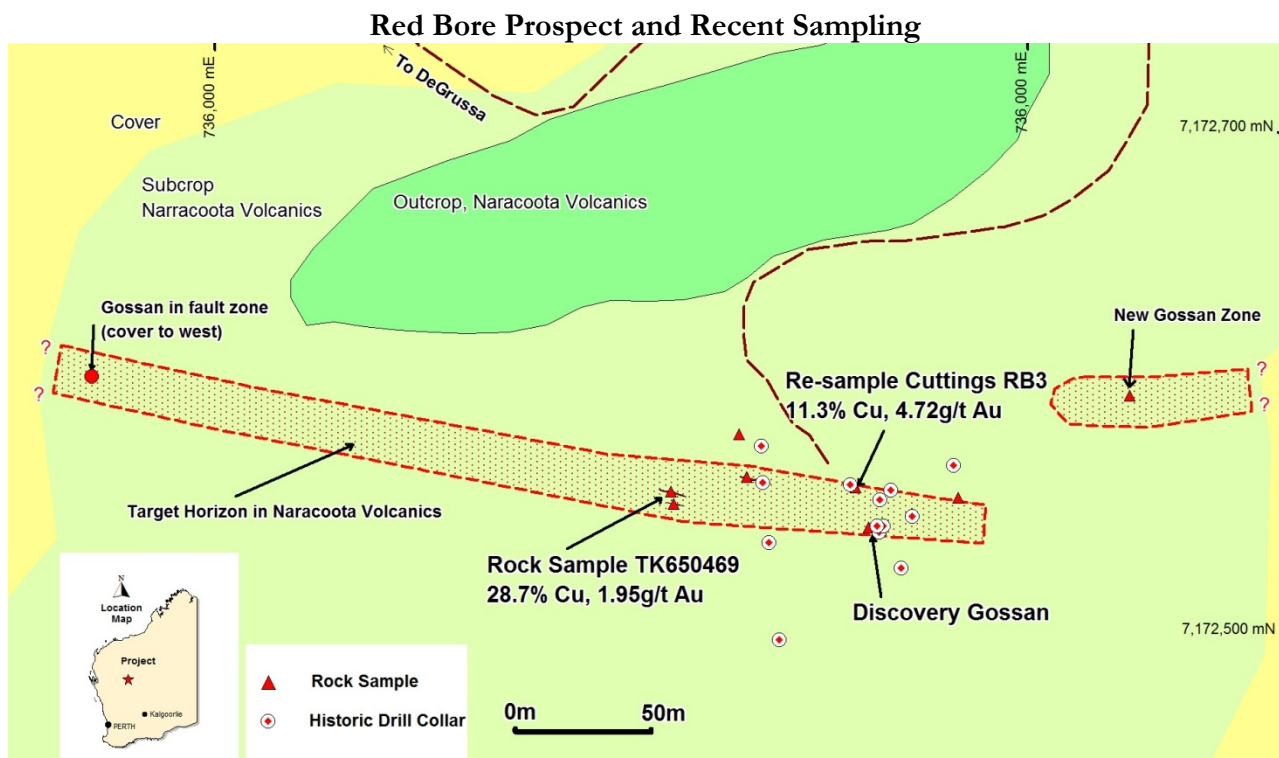 Red Bore Prospect and Recent Sampling
To DeGrussa
736,000 mE
736,000 mE
Cover
7,172,700 mN
Subcrop
Narracoota Volcanics
Outcrop, Naracoota Volcanics
Gossan in fault zone
(cover to west)
New Gossan Zone
?
?
?
?
Re-sample Cuttings RB3
11.3% Cu, 4.72g/t Au
Target Horizon in Naracoota Volcanics
Rock Sample TK650469
28.7% Cu, 1.95g/t Au
Discovery Gossan
7,172,500 mN
N
Location
Map
Project
Kalgoorlie
PERTH
Rock Sample
Historic Drill Collar
0m 50m